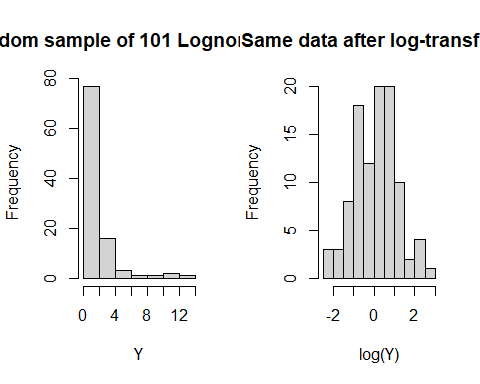 dom sample of 101 Lognor
Same data after log-transf
Frequency
0 20 40 60 80
0 4 8 12
Y
Frequency
0 5 10 15 20
-2 0 2
log(Y)